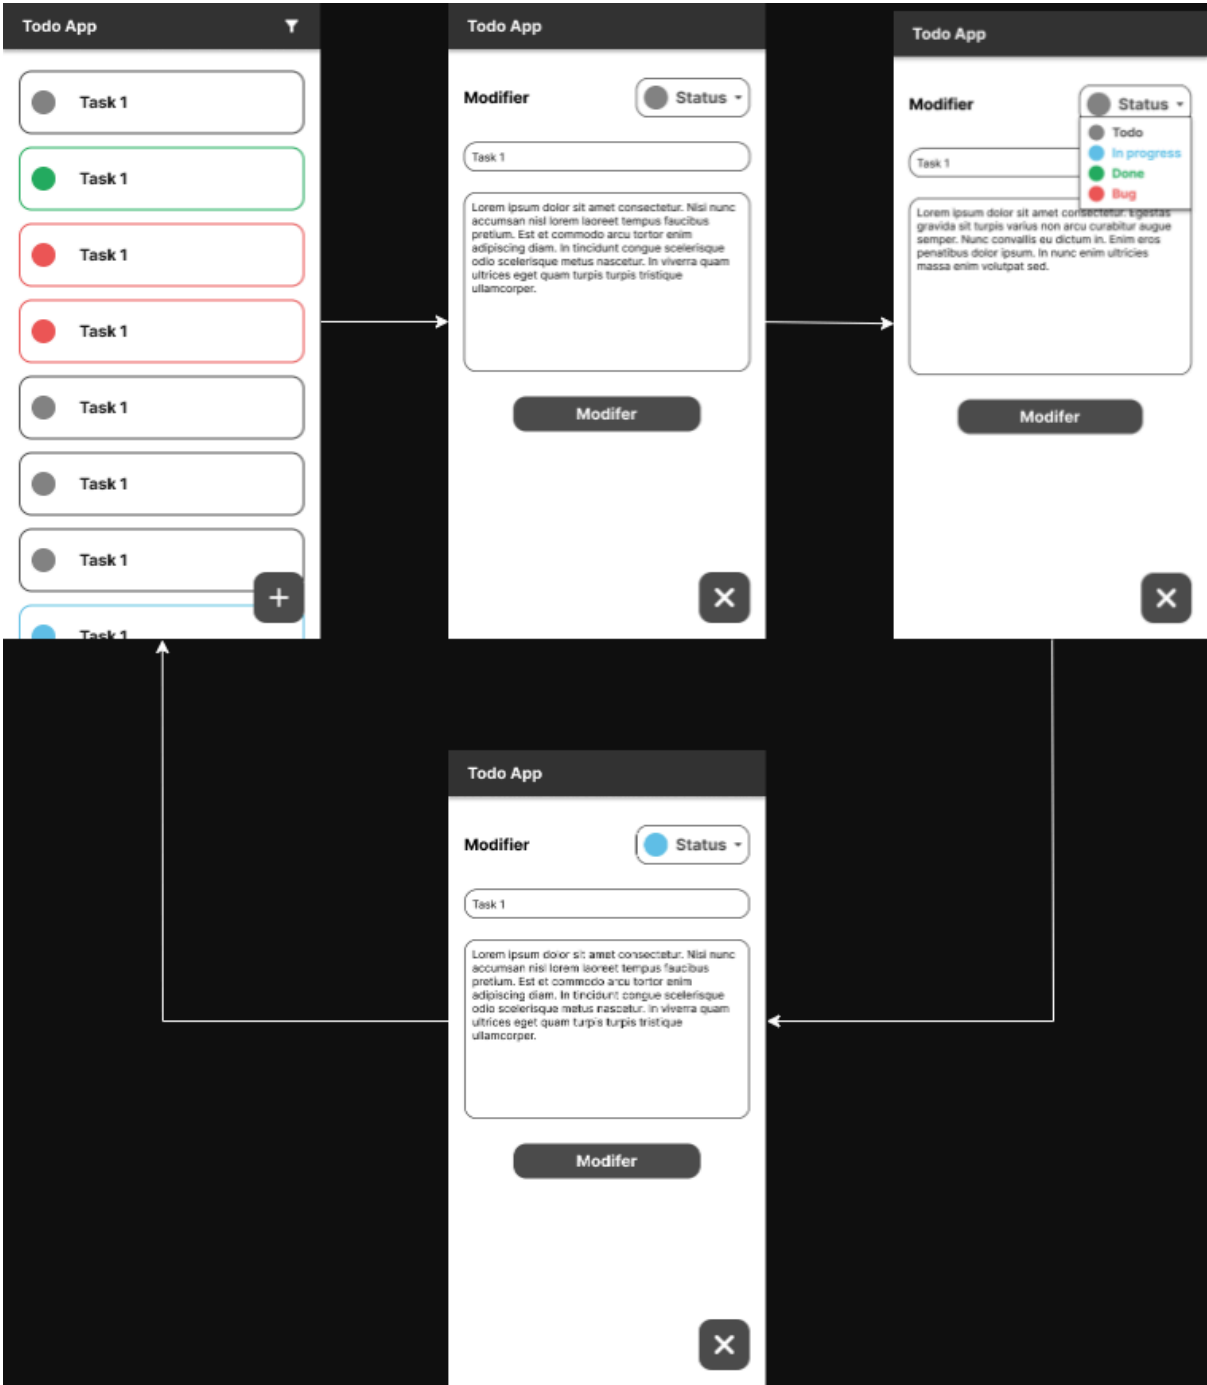 Todo App
Task 1
Task 1
Task 1
Task 1
Task 1
Task 1
Task 1
+
Task 1
Todo App
Modifier
Status
Task 1
Lorem ipsum dolor sit amet consectetur. Nisi nunc
accumsan nisl lorem laoreet tempus faucibus
pretium. Est et commodo arcu tortor enim
adipiscing diam. In tincidunt congue scelerisque
odio scelerisque metus nascetur. In viverra quam
ultrices eget quam turpis turpis tristique
ullamcorper.
Modifer
Todo App
Modifier
Status
Todo
In progress
Done
Bug
Task 1
Lorem ipsum dolor sit amet consectetur. Egestas
gravida sit turpis varius non arcu curabitur augue
semper. Nunc convallis eu dictum in. Enim eros
penatibus dolor ipsum. In nunc enim ultricies
massa enim volutpat sed.
Modifer
Todo App
Modifier
Status
Task 1
Lorem ipsum dolor sit amet consectetur. Nisi nunc
accumsan nisl lorem laoreet tempus faucibus
pretium. Est et commodo arcu tortor enim
adipiscing diam. In tincidunt congue scelerisque
odio scelerisque metus nascetur. In viverra quam
ultrices eget quam turpis turpis tristique
ullamcorper.
Modifer